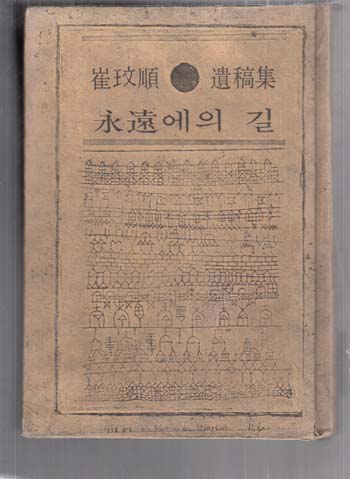 崔玟順 ● 遺稿集
永遠에의 길